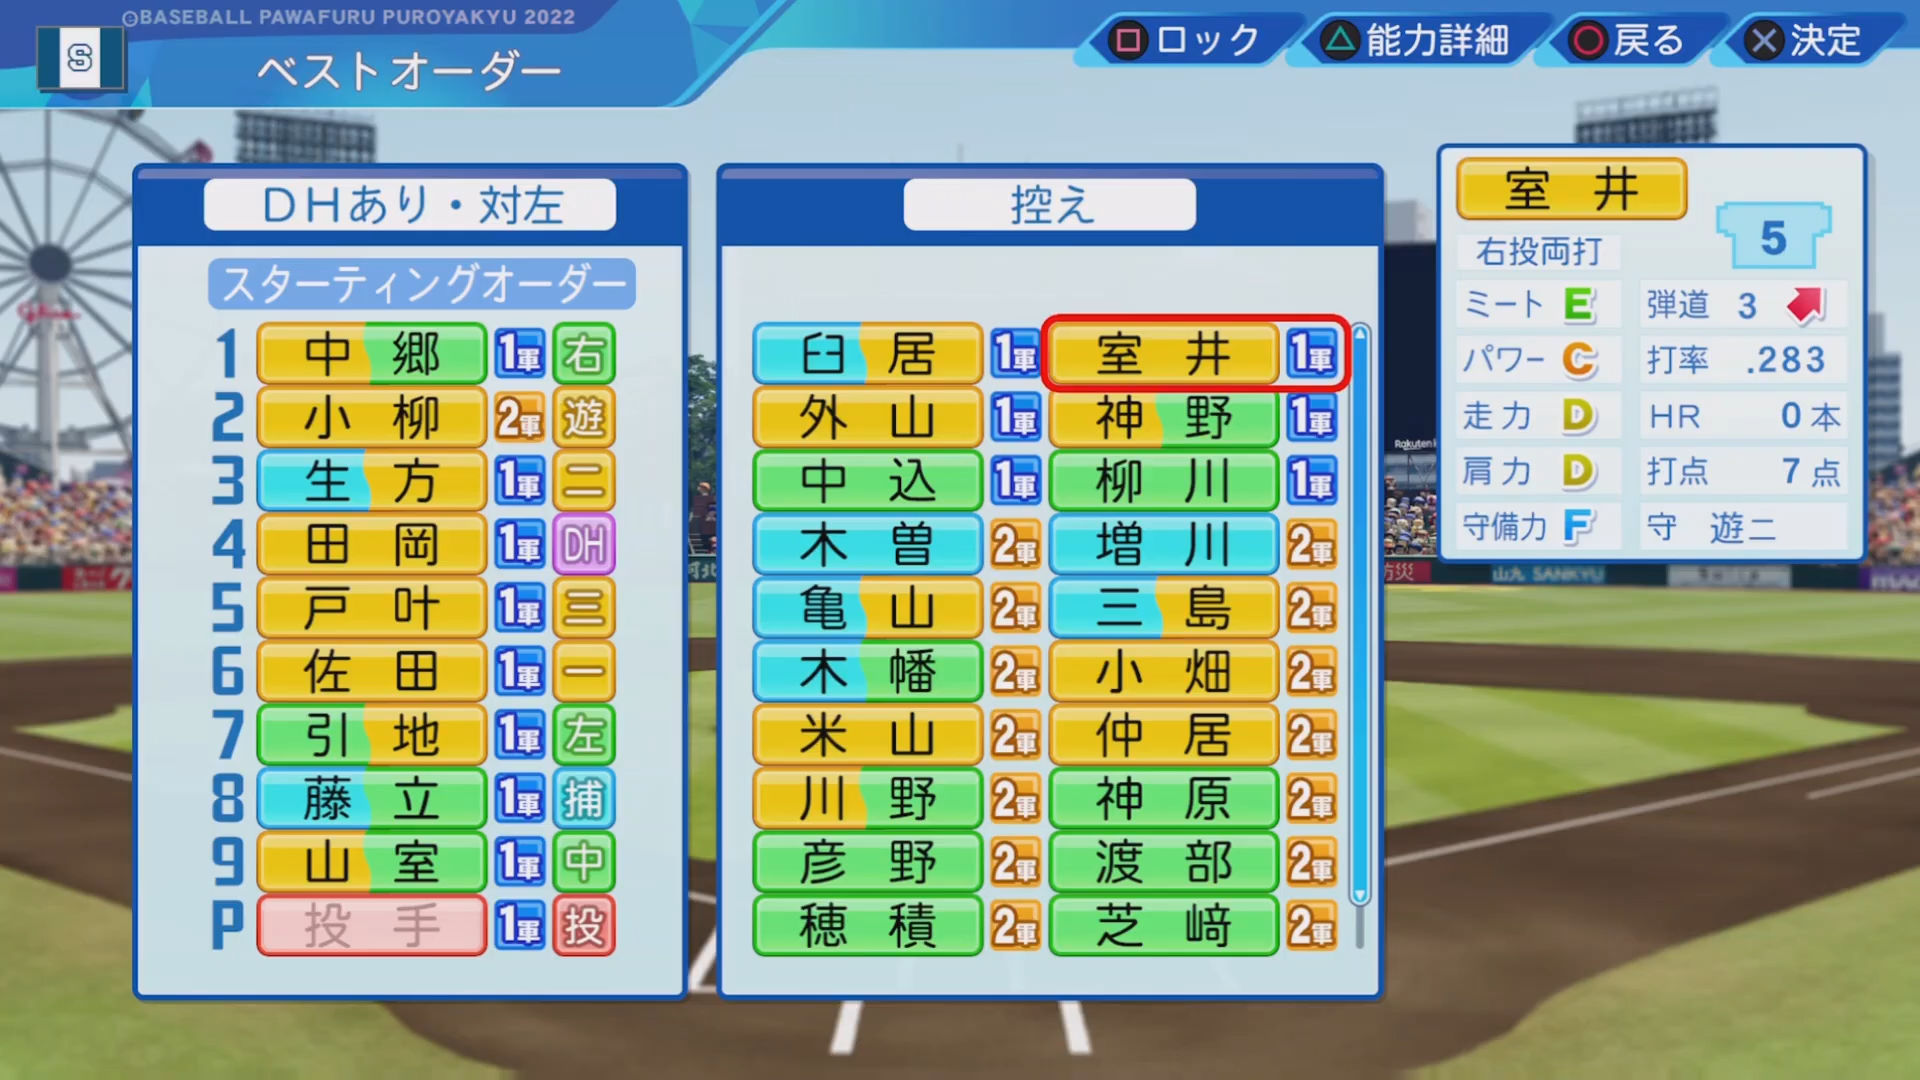 ©BASEBALL PAWAFURU PUROYAKYU 2022
S
ベストオーダー
ロック
能力詳細
戻る
決定
DHあり・対左
スターティングオーダー
1 中郷 1軍 右
2 小柳 2軍 遊
3 生方 1軍 二
4 田岡 1軍 DH
5 戸叶 1軍 三
6 佐田 1軍 一
7 引地 1軍 左
8 藤立 1軍 捕
9 山室 1軍 中
P 投手 1軍 投
控え
臼居 1軍 室井 1軍
外山 1軍 神野 1軍
中込 1軍 柳川 1軍
木曽 2軍 増川 2軍
亀山 2軍 三島 2軍
木幡 2軍 小畑 2軍
米山 2軍 仲居 2軍
川野 2軍 神原 2軍
彦野 2軍 渡部 2軍
穂積 2軍 芝﨑 2軍
室井
5
右投両打
ミート E 弾道 3
パワー C 打率 .283
走力 D HR 0本
肩力 D 打点 7点
守備力 F 守 遊二
Rakuten
防災
山九 SANKYU